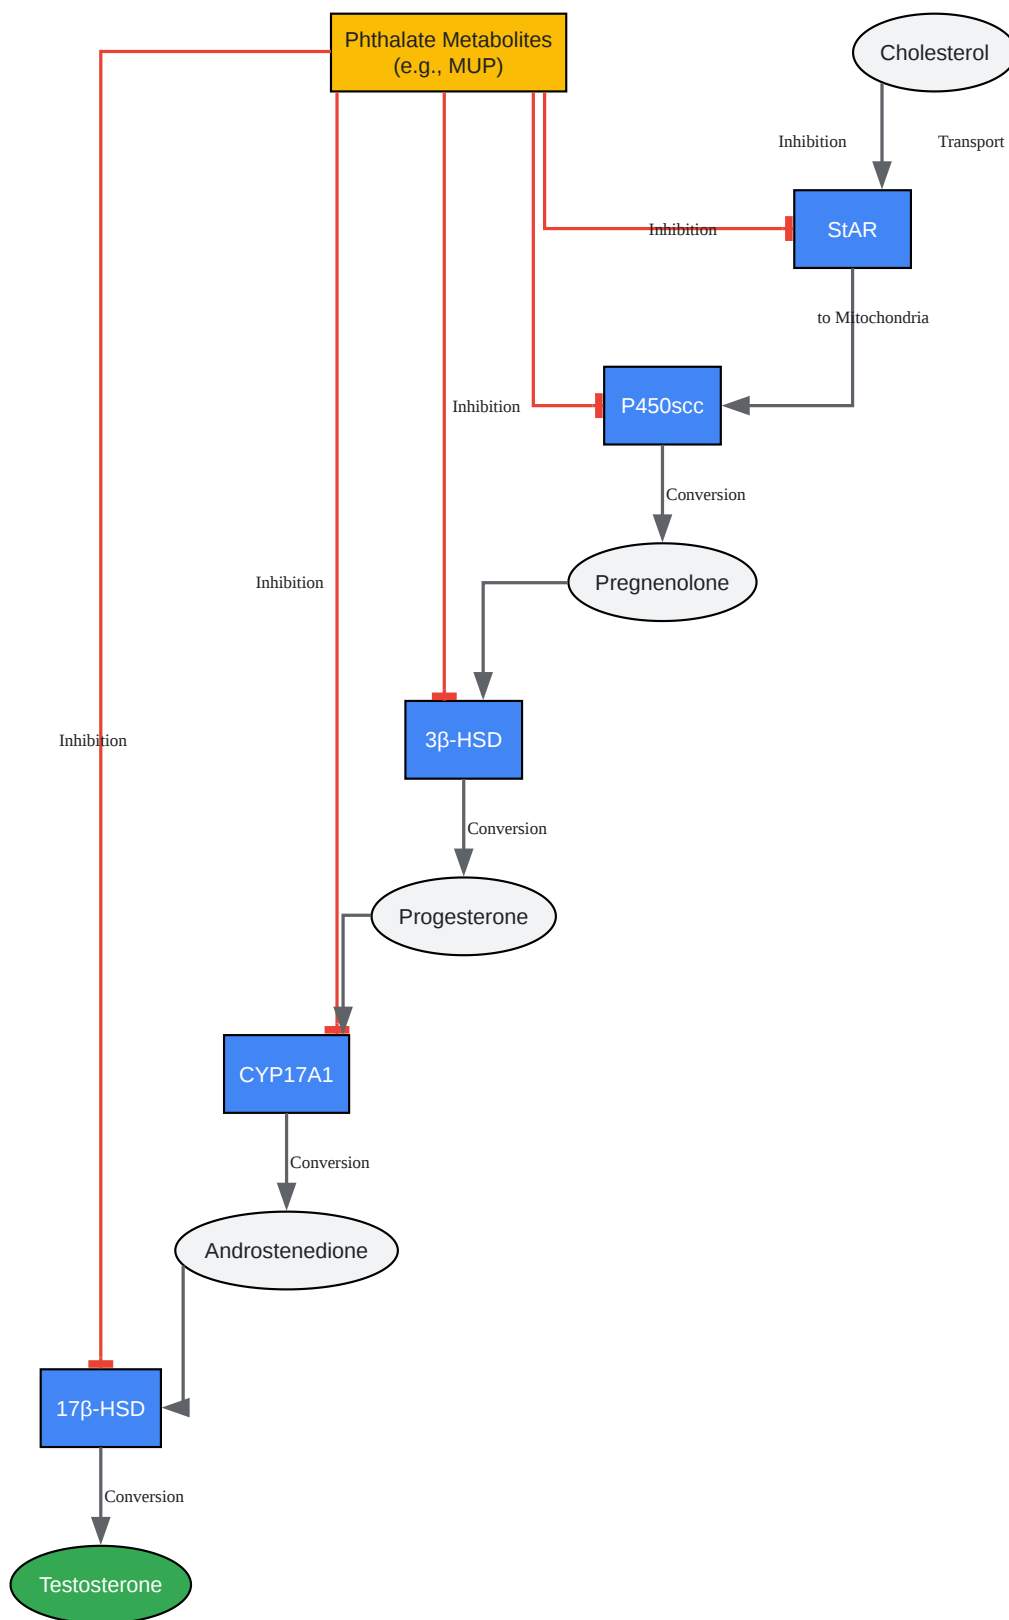 Phthalate Metabolites
(e.g., MUP)
Cholesterol
Inhibition
Transport
StAR
Inhibition
to Mitochondria
P450scc
Inhibition
Conversion
Pregnenolone
Inhibition
3β-HSD
Inhibition
Conversion
Progesterone
CYP17A1
Conversion
Androstenedione
17β-HSD
Conversion
Testosterone